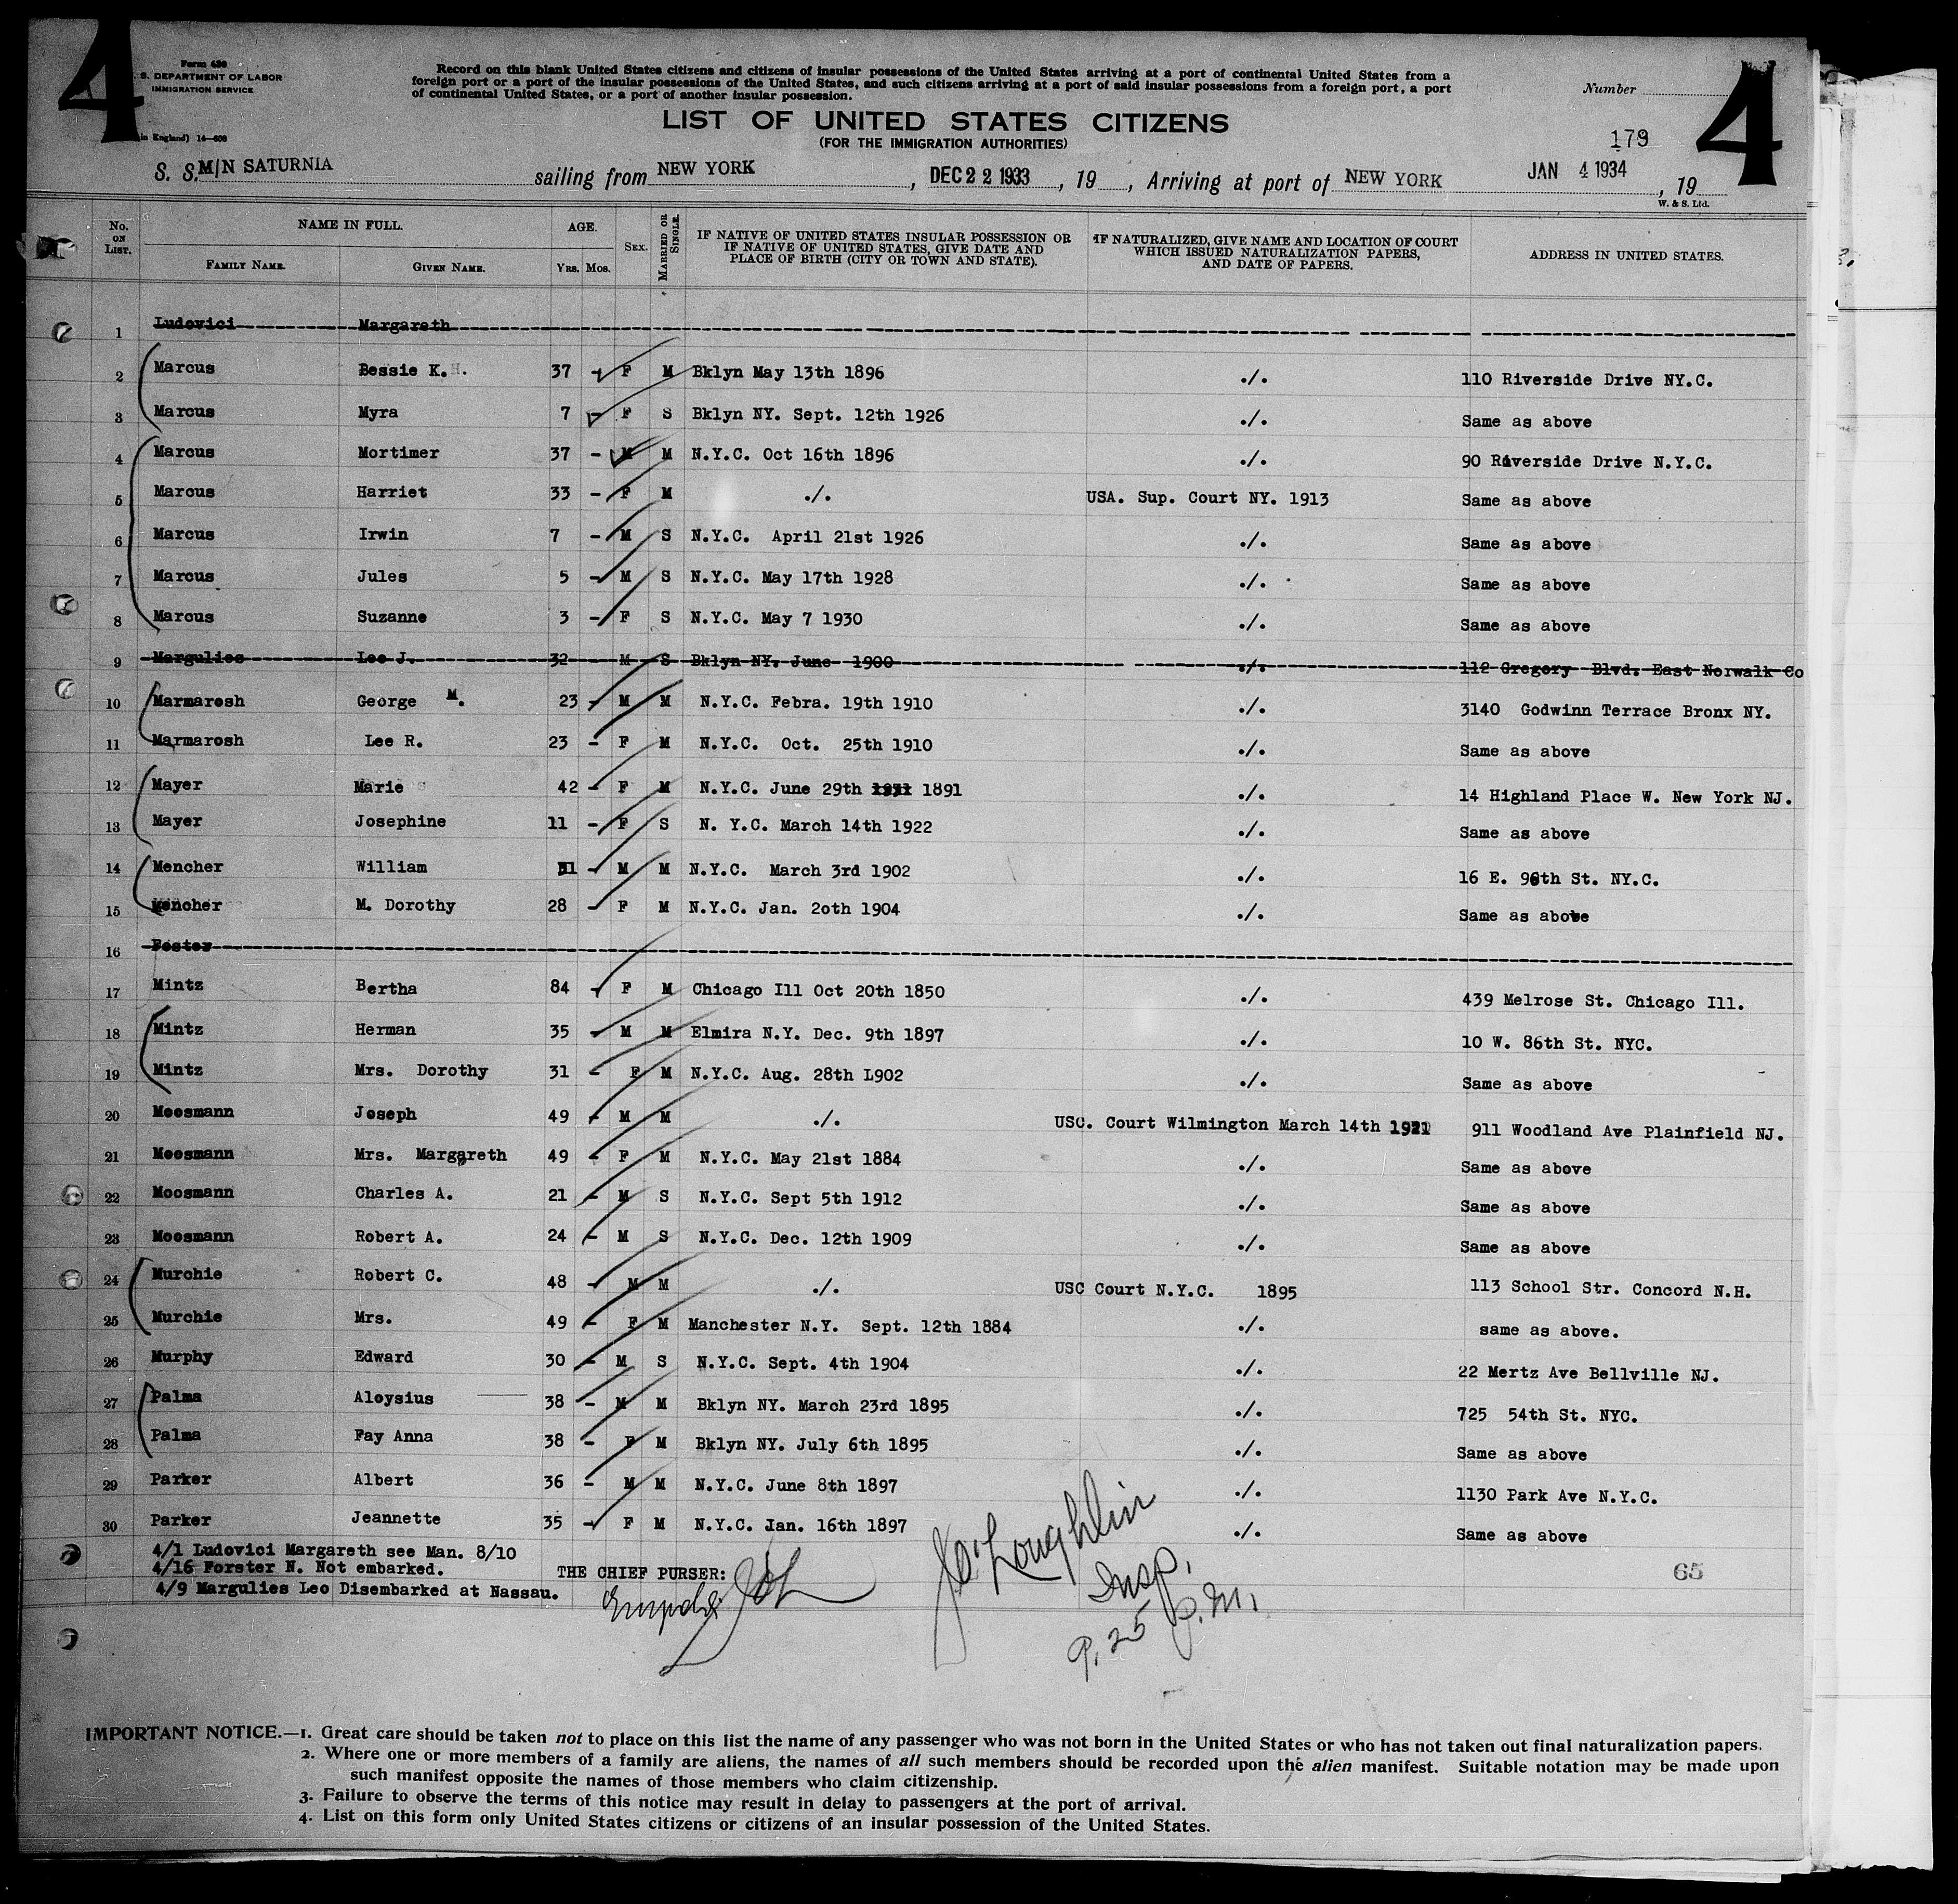 4
4
Form 430
S. DEPARTMENT OF LABOR
IMMIGRATION SERVICE
in England) 14—608
Record on this blank United States citizens and citizens of insular possessions of the United States arriving at a port of continental United States from a
foreign port or a port of the insular possessions of the United States, and such citizens arriving at a port of said insular possessions from a foreign port, a port
of continental United States, or a port of another insular possession.
Number
LIST OF UNITED STATES CITIZENS
(FOR THE IMMIGRATION AUTHORITIES)
179
S. S. M/N SATURNIA sailing from NEW YORK, DEC 22 1933, 19, Arriving at port of NEW YORK JAN 4 1934, 19
W. & S. Ltd.
No. ON LIST. NAME IN FULL. FAMILY NAME. GIVEN NAME. AGE. YRS. MOS. SEX. MARRIED OR SINGLE. IF NATIVE OF UNITED STATES INSULAR POSSESSION OR IF NATIVE OF UNITED STATES, GIVE DATE AND PLACE OF BIRTH (CITY OR TOWN AND STATE). IF NATURALIZED, GIVE NAME AND LOCATION OF COURT WHICH ISSUED NATURALIZATION PAPERS, AND DATE OF PAPERS. ADDRESS IN UNITED STATES.
1 Ludovici Margareth
2 Marcus Bessie K. 37 - F M Bklyn May 13th 1896 ./. 110 Riverside Drive NY.C.
3 Marcus Myra 7 - F S Bklyn NY. Sept. 12th 1926 ./. Same as above
4 Marcus Mortimer 37 - M M N.Y.C. Oct 16th 1896 ./. 90 Riverside Drive N.Y.C.
5 Marcus Harriet 33 - F M ./. USA. Sup. Court NY. 1913 Same as above
6 Marcus Irwin 7 - M S N.Y.C. April 21st 1926 ./. Same as above
7 Marcus Jules 5 - M S N.Y.C. May 17th 1928 ./. Same as above
8 Marcus Suzanne 3 - F S N.Y.C. May 7 1930 ./. Same as above
9 Margulies Leo J. 32 M S Bklyn NY. June 1900 ./. 112 Gregory Blvd. East Norwalk Co
10 Marmarosh George M. 23 - M M N.Y.C. Febra. 19th 1910 ./. 3140 Godwinn Terrace Bronx NY.
11 Marmarosh Lee R. 23 - F M N.Y.C. Oct. 25th 1910 ./. Same as above
12 Mayer Marie 42 - F M N.Y.C. June 29th 1891 ./. 14 Highland Place W. New York NJ.
13 Mayer Josephine 11 - F S N. Y.C. March 14th 1922 ./. Same as above
14 Mencher William 31 - M M N.Y.C. March 3rd 1902 ./. 16 E. 96th St. NY.C.
15 Mencher M. Dorothy 28 - F M N.Y.C. Jan. 2oth 1904 ./. Same as above
16 Foster
17 Mintz Bertha 84 - F M Chicago Ill Oct 20th 1850 ./. 439 Melrose St. Chicago Ill.
18 Mintz Herman 35 - M M Elmira N.Y. Dec. 9th 1897 ./. 10 W. 86th St. NYC.
19 Mintz Mrs. Dorothy 31 - F M N.Y.C. Aug. 28th L902 ./. Same as above
20 Moosmann Joseph 49 - M M ./. USC. Court Wilmington March 14th 1921 911 Woodland Ave Plainfield NJ.
21 Moosmann Mrs. Margareth 49 - F M N.Y.C. May 21st 1884 ./. Same as above
22 Moosmann Charles A. 21 - M S N.Y.C. Sept 5th 1912 ./. Same as above
23 Moosmann Robert A. 24 - M S N.Y.C. Dec. 12th 1909 ./. Same as above
24 Murchie Robert C. 48 - M M ./. USC Court N.Y.C. 1895 113 School Str. Concord N.H.
25 Murchie Mrs. 49 - F M Manchester N.Y. Sept. 12th 1884 ./. same as above.
26 Murphy Edward 30 - M S N.Y.C. Sept. 4th 1904 ./. 22 Mertz Ave Bellville NJ.
27 Palma Aloysius 38 - M M Bklyn NY. March 23rd 1895 ./. 725 54th St. NYC.
28 Palma Fay Anna 38 - F M Bklyn NY. July 6th 1895 ./. Same as above
29 Parker Albert 36 - M M N.Y.C. June 8th 1897 ./. 1130 Park Ave N.Y.C.
30 Parker Jeannette 35 - F M N.Y.C. Jan. 16th 1897 ./. Same as above
4/1 Ludovici Margareth see Man. 8/10
4/16 Forster N. Not embarked.
4/9 Margulies Leo Disembarked at Nassau.
THE CHIEF PURSER:
O'Loughlin
Insp.
9.25 P.M.
65
IMPORTANT NOTICE.—1. Great care should be taken not to place on this list the name of any passenger who was not born in the United States or who has not taken out final naturalization papers.
2. Where one or more members of a family are aliens, the names of all such members should be recorded upon the alien manifest. Suitable notation may be made upon
such manifest opposite the names of those members who claim citizenship.
3. Failure to observe the terms of this notice may result in delay to passengers at the port of arrival.
4. List on this form only United States citizens or citizens of an insular possession of the United States.